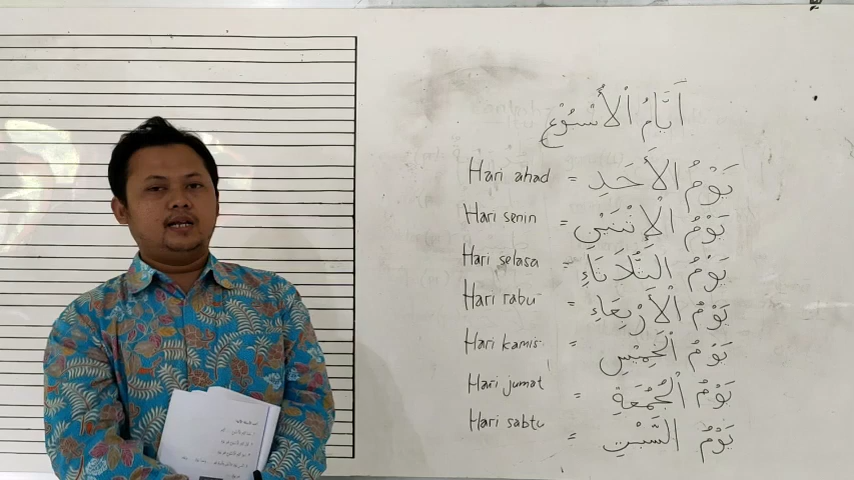 أَيَّامُ الْأُسْبُوْعِ
يَوْمُ الْأَحَدِ = Hari ahad
يَوْمُ الْاِثْنَيْنِ = Hari senin
يَوْمُ الثَّلَاثَاءِ = Hari selasa
يَوْمُ الْأَرْبِعَاءِ = Hari rabu
يَوْمُ الْخَمِيْسِ = Hari kamis
يَوْمُ الْجُمُعَةِ = Hari jumat
يَوْمُ السَّبْتِ = Hari sabtu